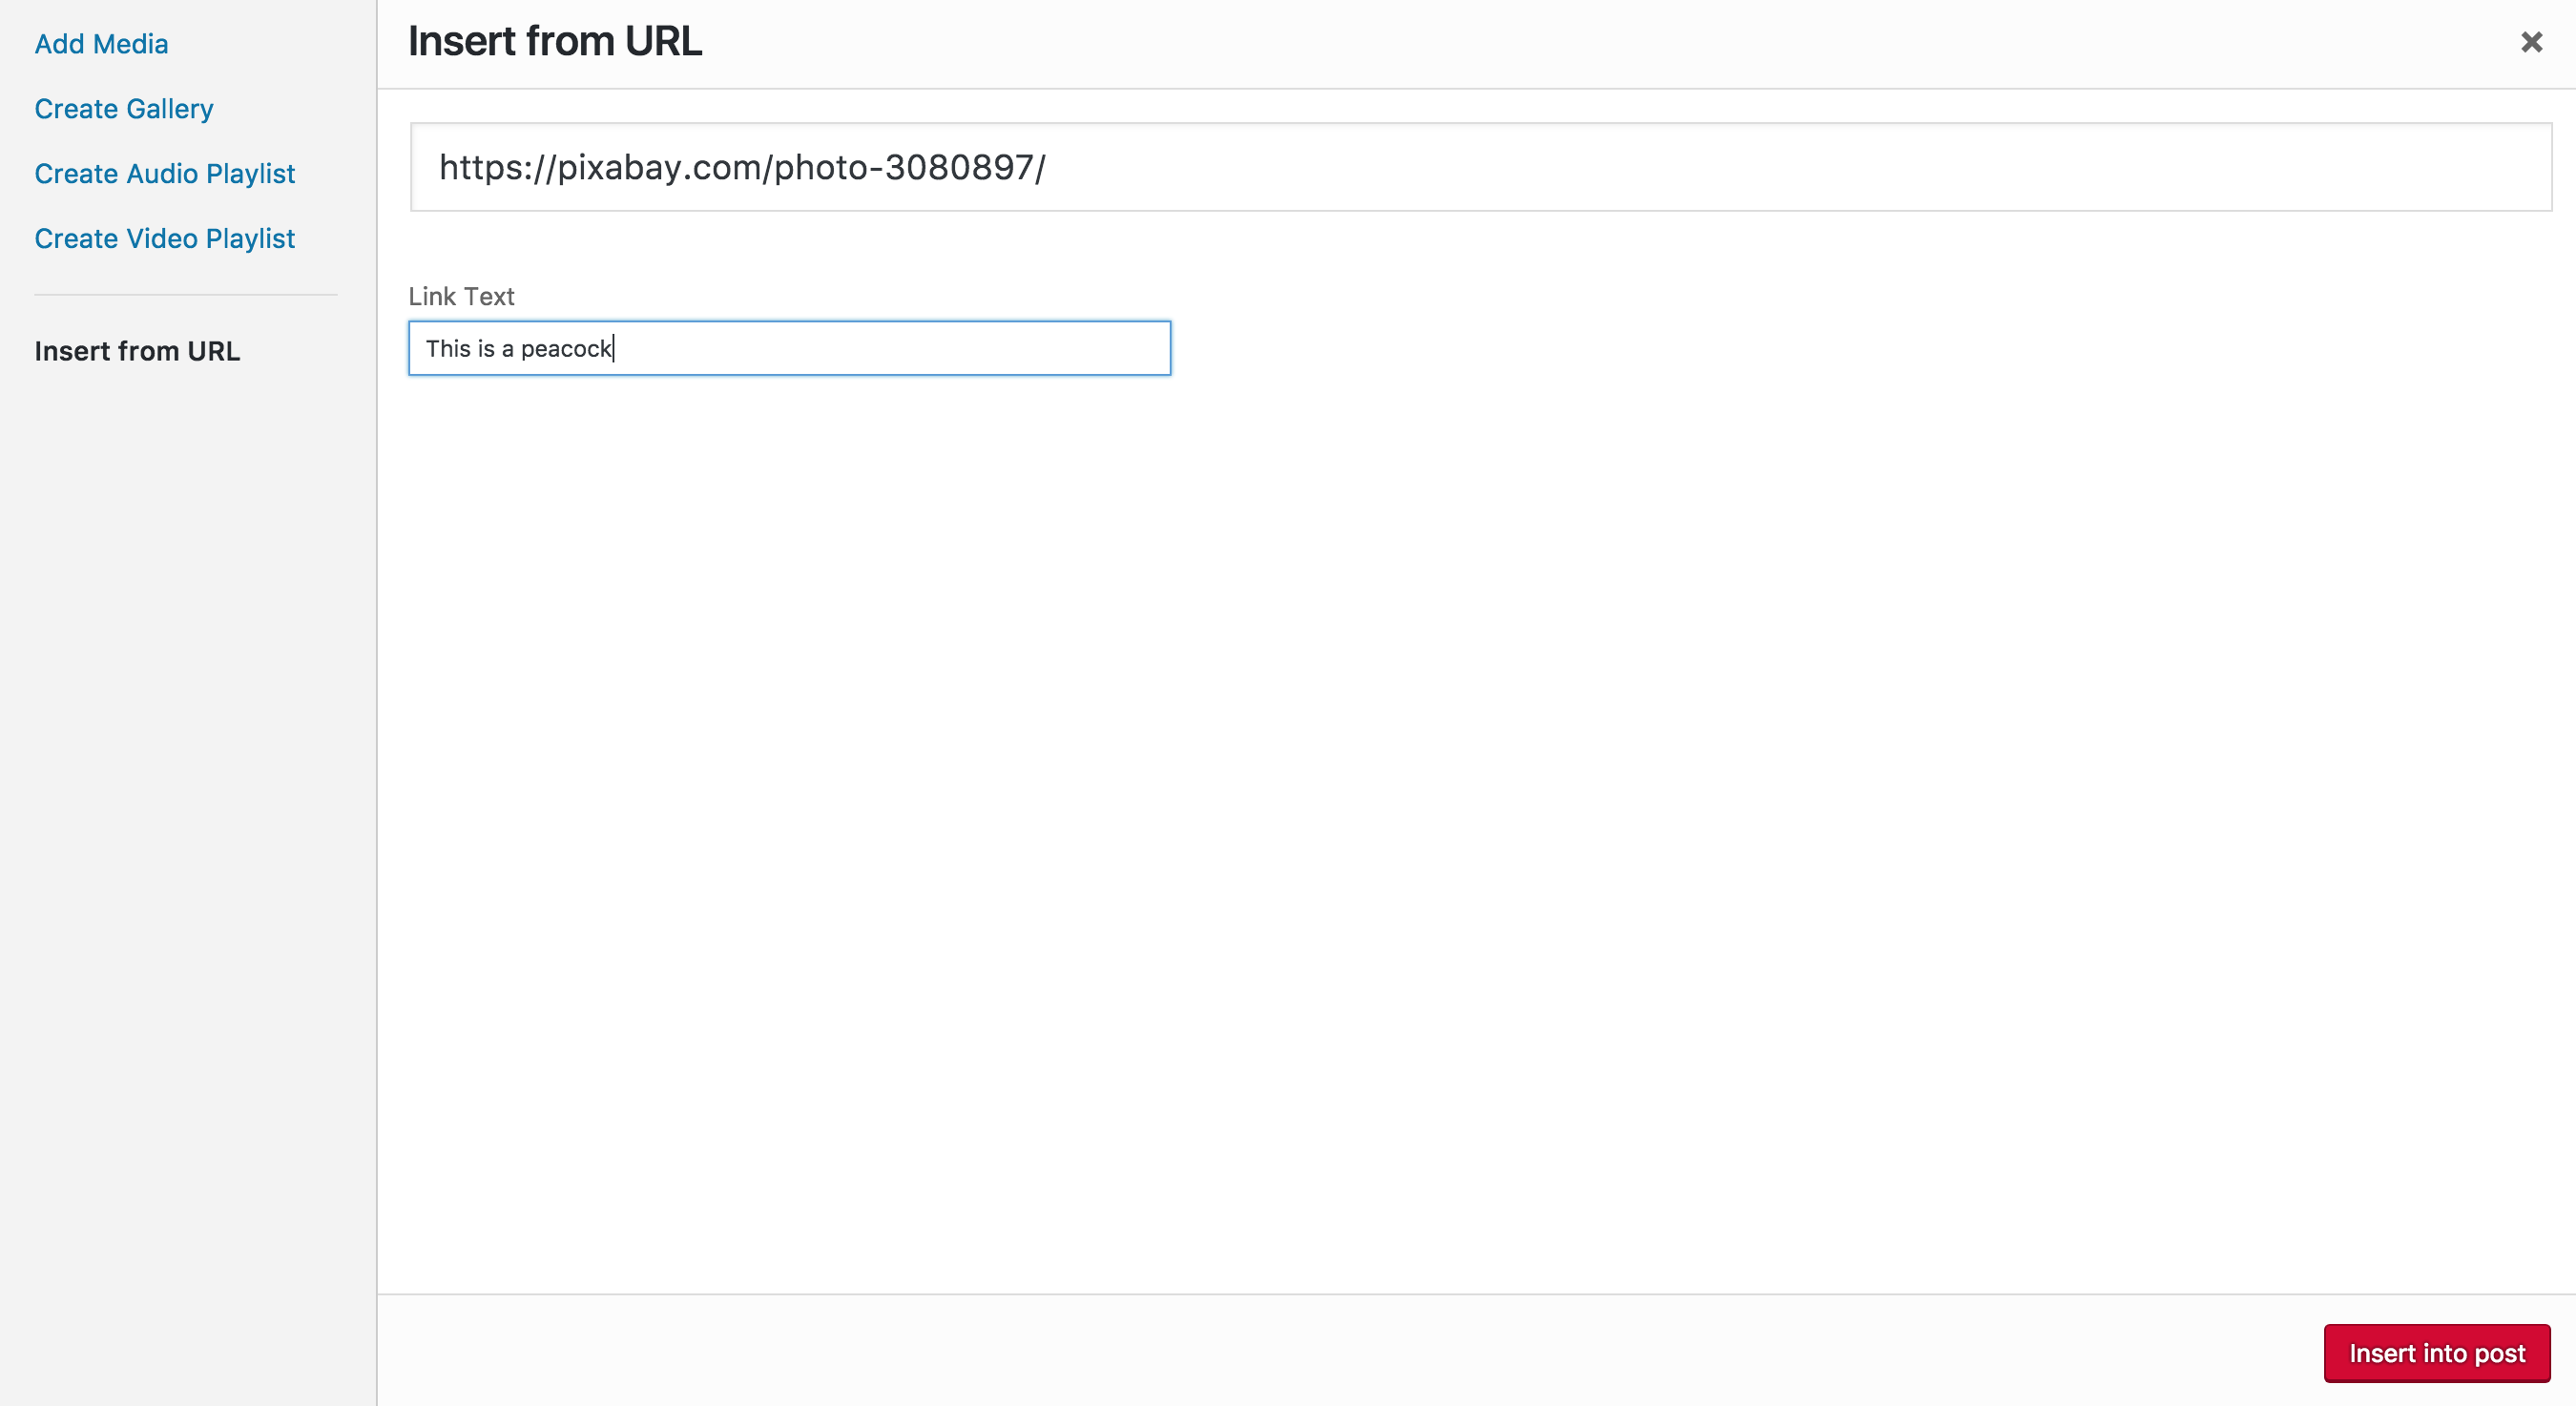 Add Media
Create Gallery
Create Audio Playlist
Create Video Playlist
Insert from URL
Insert from URL
https://pixabay.com/photo-3080897/
Link Text
This is a peacock
Insert into post